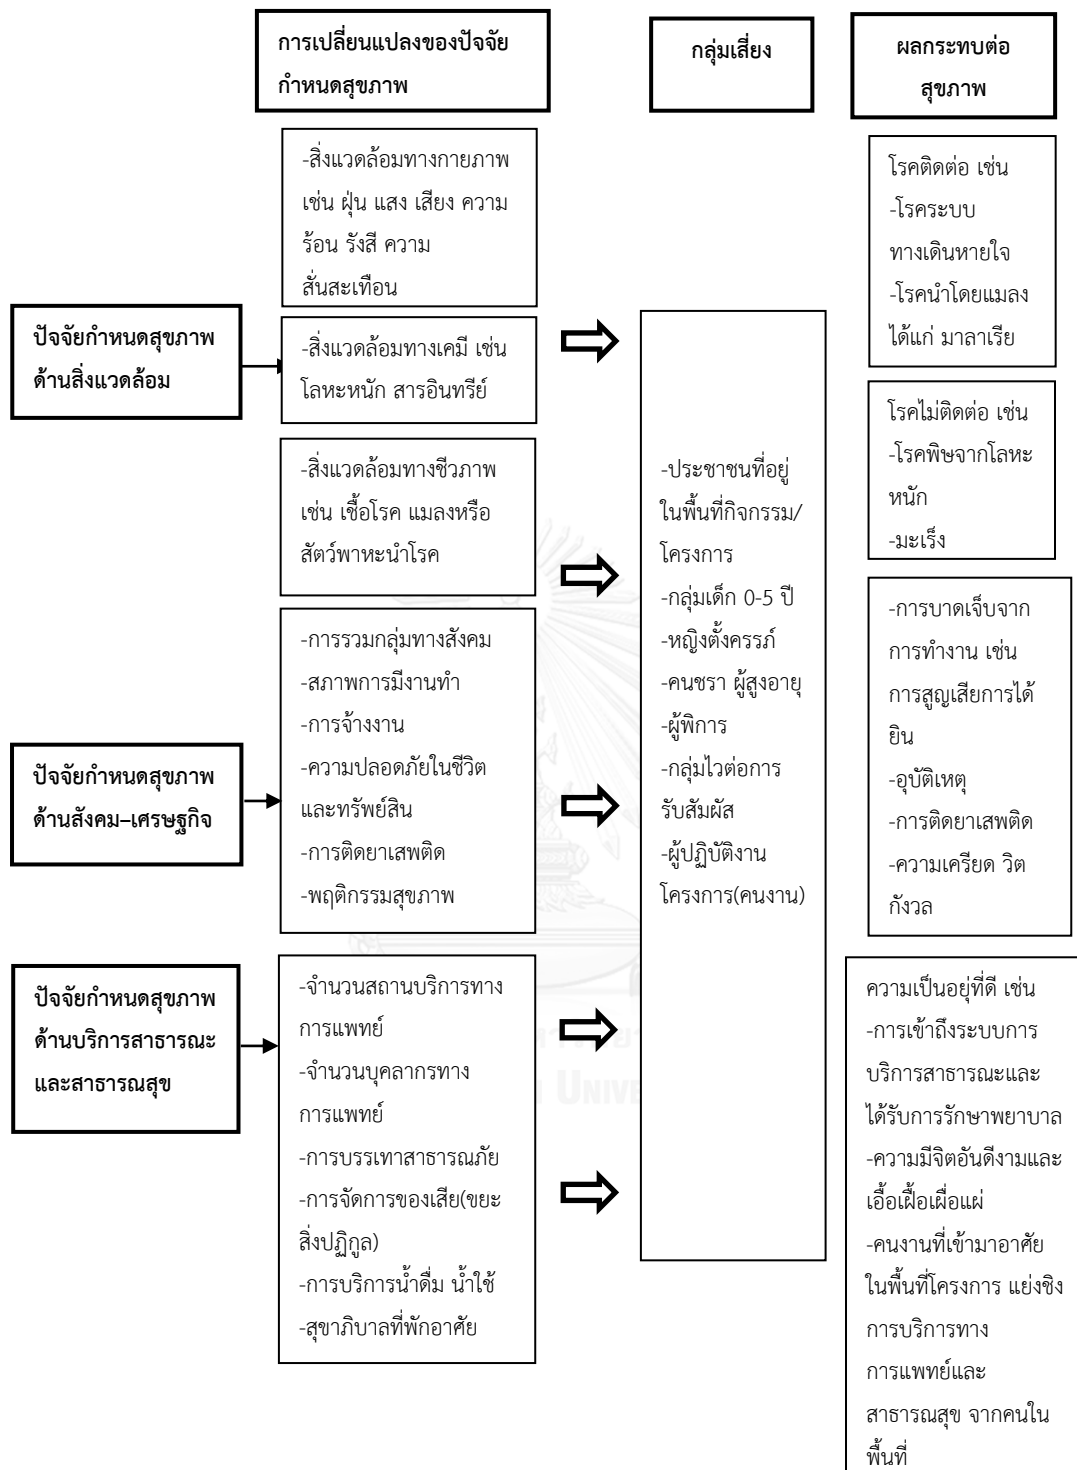 การเปลี่ยนแปลงของปัจจัย
กำหนดสุขภาพ
กลุ่มเสี่ยง
ผลกระทบต่อ
สุขภาพ
ปัจจัยกำหนดสุขภาพ
ด้านสิ่งแวดล้อม
-สิ่งแวดล้อมทางกายภาพ
เช่น ฝุ่น แสง เสียง ความ
ร้อน รังสี ความ
สั่นสะเทือน
-สิ่งแวดล้อมทางเคมี เช่น
โลหะหนัก สารอินทรีย์
-สิ่งแวดล้อมทางชีวภาพ
เช่น เชื้อโรค แมลงหรือ
สัตว์พาหะนำโรค
ปัจจัยกำหนดสุขภาพ
ด้านสังคม–เศรษฐกิจ
-การรวมกลุ่มทางสังคม
-สภาพการมีงานทำ
-การจ้างงาน
-ความปลอดภัยในชีวิต
และทรัพย์สิน
-การติดยาเสพติด
-พฤติกรรมสุขภาพ
ปัจจัยกำหนดสุขภาพ
ด้านบริการสาธารณะ
และสาธารณสุข
-จำนวนสถานบริการทาง
การแพทย์
-จำนวนบุคลากรทาง
การแพทย์
-การบรรเทาสาธารณภัย
-การจัดการของเสีย(ขยะ
สิ่งปฏิกูล)
-การบริการน้ำดื่ม น้ำใช้
-สุขาภิบาลที่พักอาศัย
-ประชาชนที่อยู่
ในพื้นที่กิจกรรม/
โครงการ
-กลุ่มเด็ก 0-5 ปี
-หญิงตั้งครรภ์
-คนชรา ผู้สูงอายุ
-ผู้พิการ
-กลุ่มไวต่อการ
รับสัมผัส
-ผู้ปฏิบัติงาน
โครงการ(คนงาน)
โรคติดต่อ เช่น
-โรคระบบ
ทางเดินหายใจ
-โรคนำโดยแมลง
ได้แก่ มาลาเรีย
โรคไม่ติดต่อ เช่น
-โรคพิษจากโลหะ
หนัก
-มะเร็ง
-การบาดเจ็บจาก
การทำงาน เช่น
การสูญเสียการได้
ยิน
-อุบัติเหตุ
-การติดยาเสพติด
-ความเครียด วิต
กังวล
ความเป็นอยู่ที่ดี เช่น
-การเข้าถึงระบบการ
บริการสาธารณะและ
ได้รับการรักษาพยาบาล
-ความมีจิตอันดีงามและ
เอื้อเฟื้อเผื่อแผ่
-คนงานที่เข้ามาอาศัย
ในพื้นที่โครงการ แย่งชิง
การบริการทาง
การแพทย์และ
สาธารณสุข จากคนใน
พื้นที่